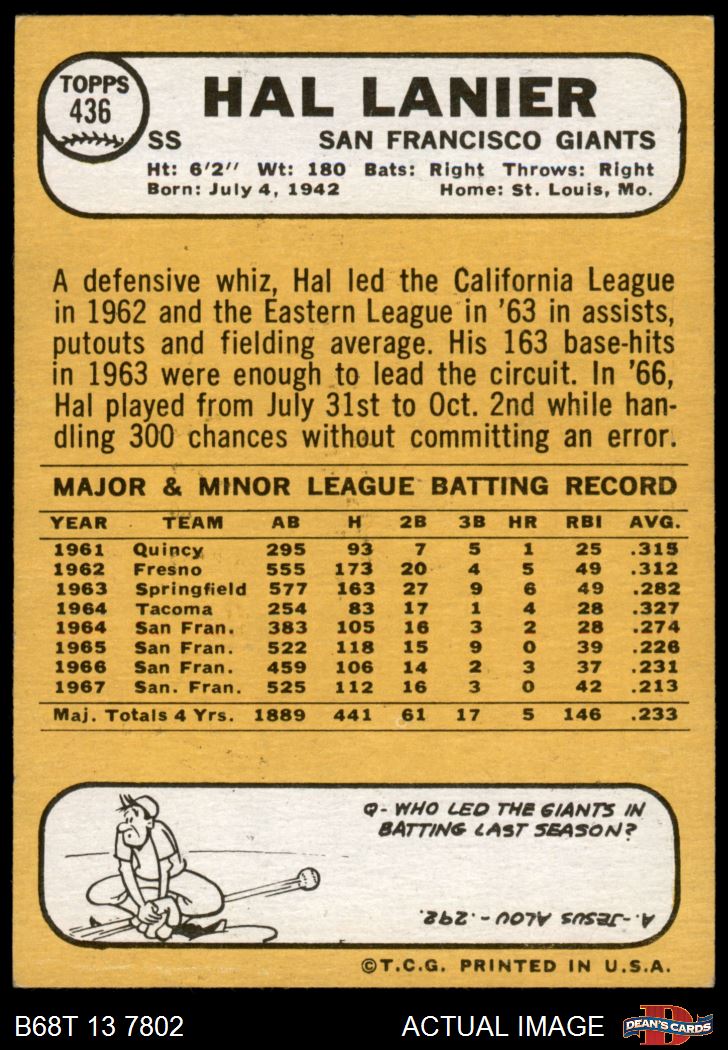 TOPPS
436
HAL LANIER
SS SAN FRANCISCO GIANTS
Ht: 6'2" Wt: 180 Bats: Right Throws: Right
Born: July 4, 1942 Home: St. Louis, Mo.
A defensive whiz, Hal led the California League
in 1962 and the Eastern League in '63 in assists,
putouts and fielding average. His 163 base-hits
in 1963 were enough to lead the circuit. In '66,
Hal played from July 31st to Oct. 2nd while han-
dling 300 chances without committing an error.
MAJOR & MINOR LEAGUE BATTING RECORD
YEAR TEAM AB H 2B 3B HR RBI AVG.
1961 Quincy 295 93 7 5 1 25 .315
1962 Fresno 555 173 20 4 5 49 .312
1963 Springfield 577 163 27 9 6 49 .282
1964 Tacoma 254 83 17 1 4 28 .327
1964 San Fran. 383 105 16 3 2 28 .274
1965 San Fran. 522 118 15 9 0 39 .226
1966 San Fran. 459 106 14 2 3 37 .231
1967 San. Fran. 525 112 16 3 0 42 .213
Maj. Totals 4 Yrs. 1889 441 61 17 5 146 .233
Q- WHO LED THE GIANTS IN
BATTING LAST SEASON?
A.-JESUS ALOU-.292.
©T.C.G. PRINTED IN U.S.A.
B68T 13 7802 ACTUAL IMAGE
D
DEAN'S CARDS